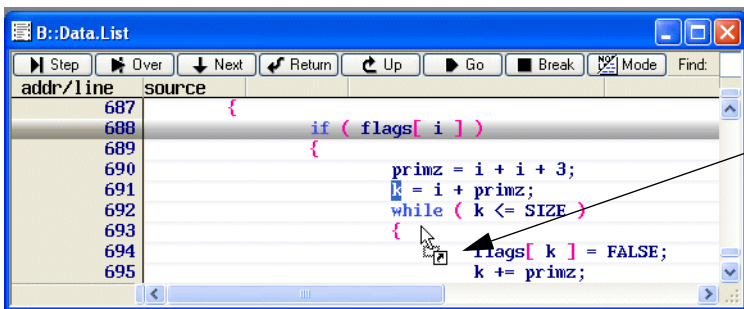 B::Data.List
Step Over Next Return Up Go Break Mode Find:
addr/line source
687 {
688 if ( flags[ i ] )
689 {
690 primz = i + i + 3;
691 k = i + primz;
692 while ( k <= SIZE )
693 {
694 flags[ k ] = FALSE;
695 k += primz;